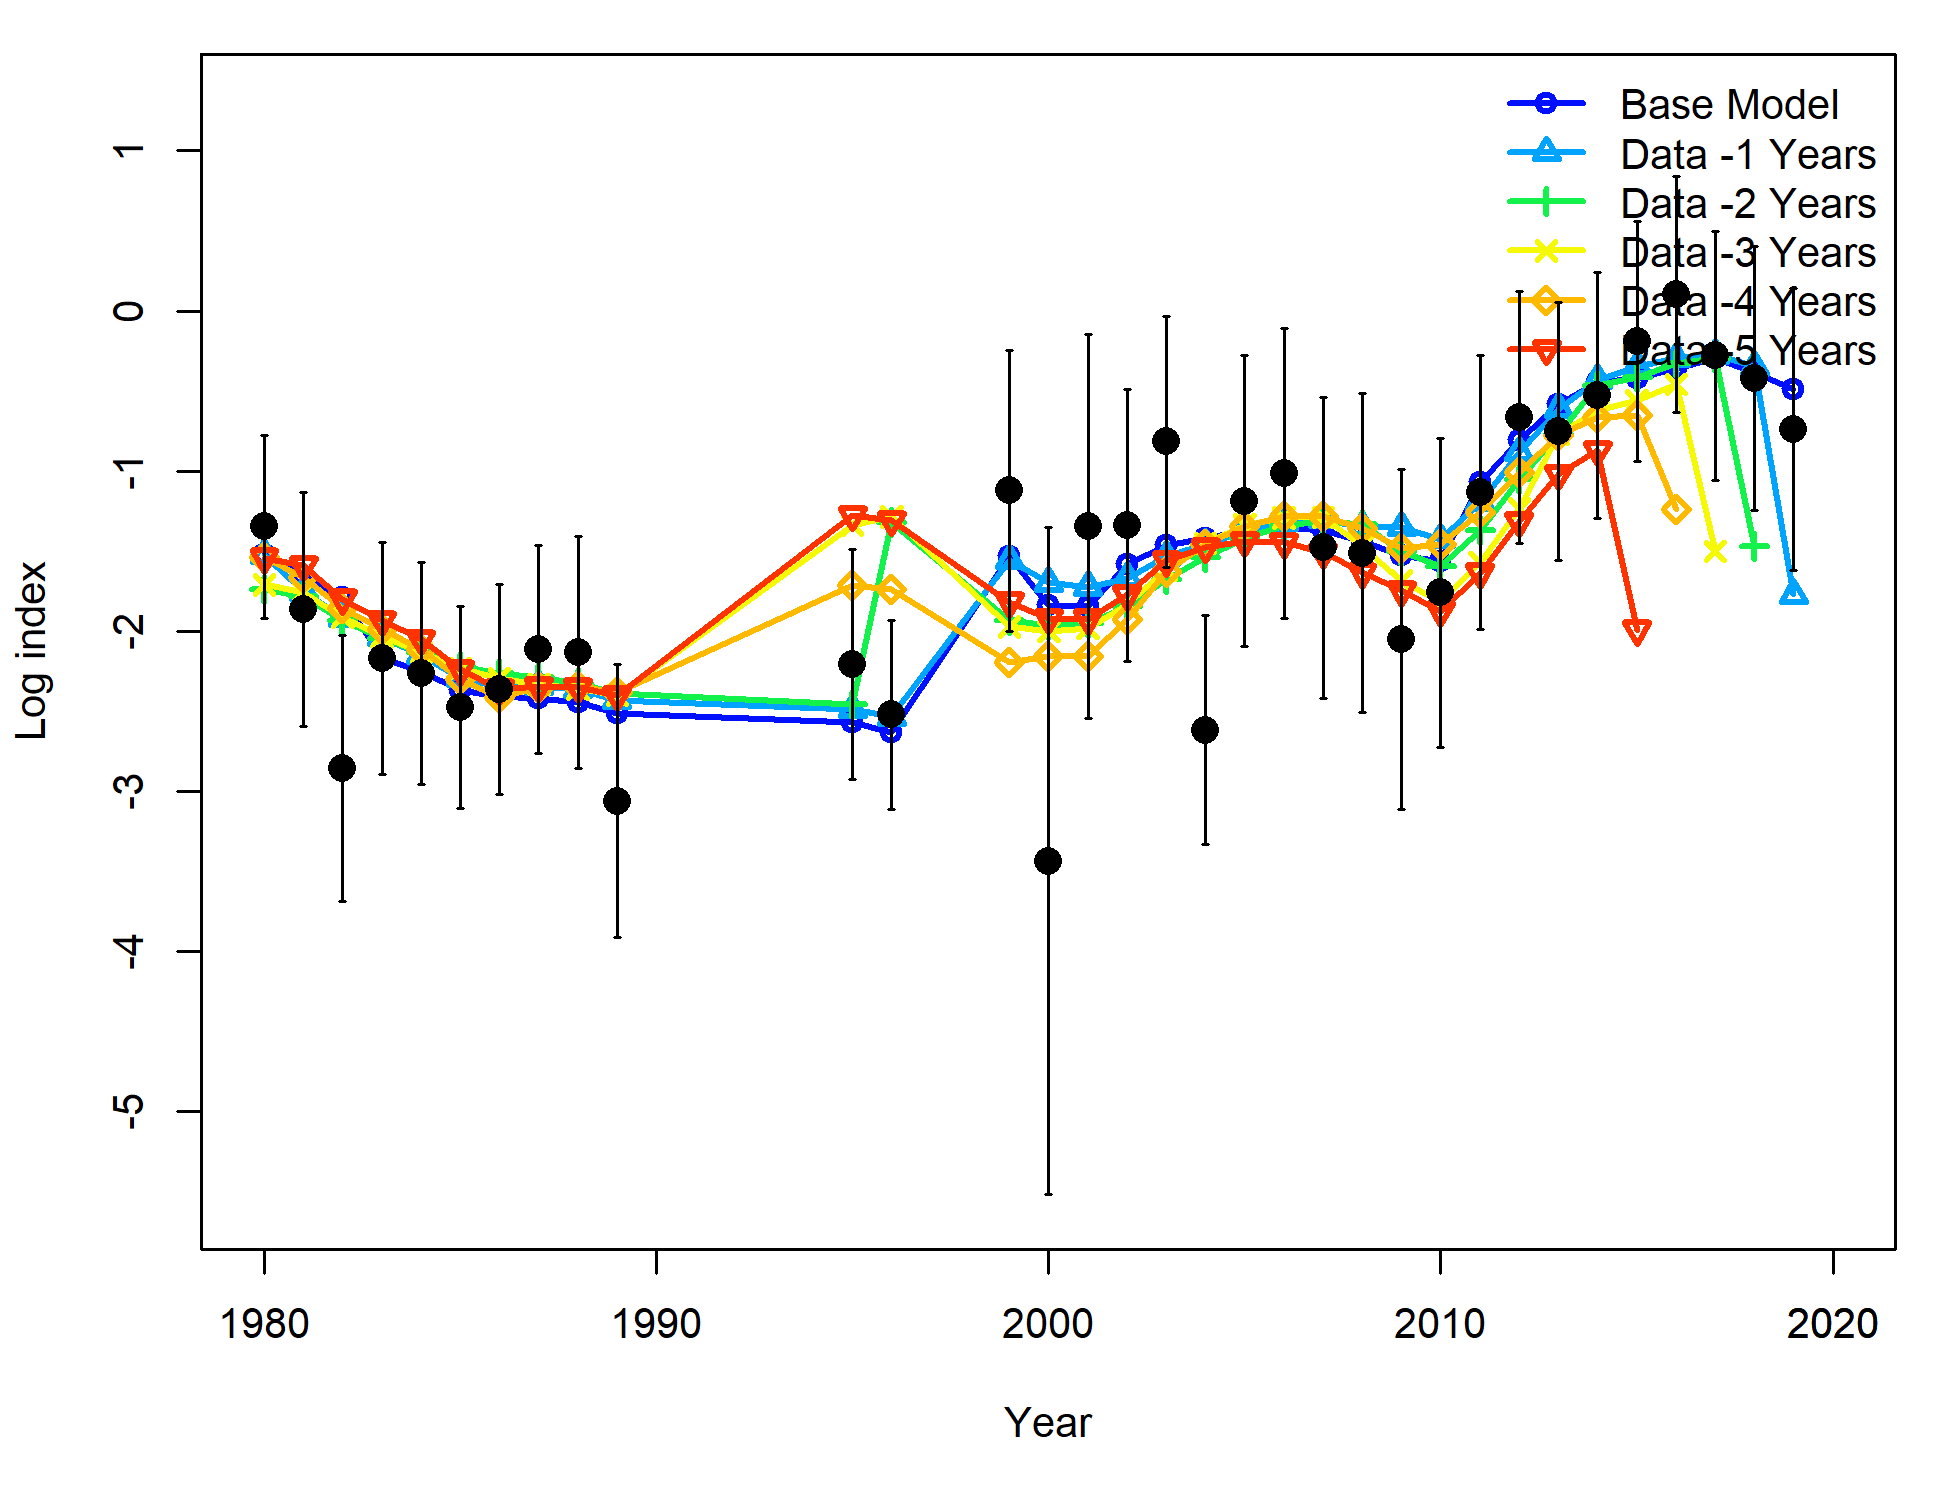 Base Model
Data -1 Years
Data -2 Years
Data -3 Years
Data -4 Years
Data -5 Years
1
0
-1
-2
-3
-4
-5
Log index
1980
1990
2000
2010
2020
Year